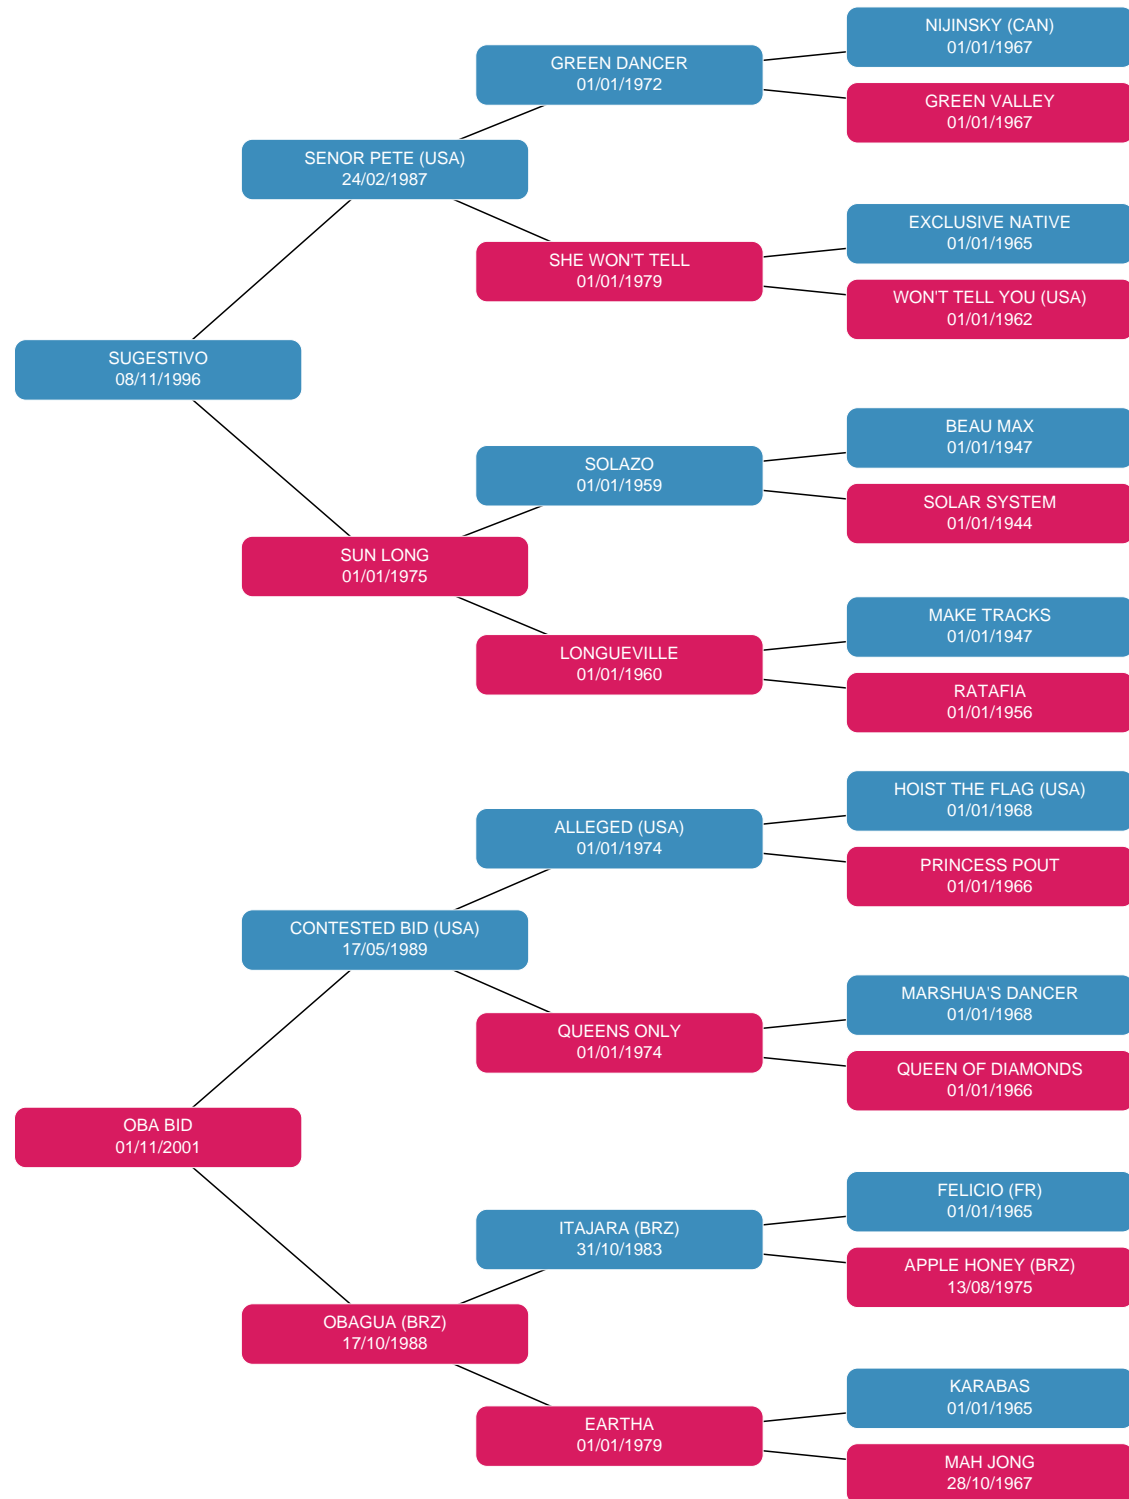 NIJINSKY (CAN)
01/01/1967
GREEN DANCER
01/01/1972
GREEN VALLEY
01/01/1967
SENOR PETE (USA)
24/02/1987
EXCLUSIVE NATIVE
01/01/1965
SHE WON'T TELL
01/01/1979
WON'T TELL YOU (USA)
01/01/1962
SUGESTIVO
08/11/1996
BEAU MAX
01/01/1947
SOLAZO
01/01/1959
SOLAR SYSTEM
01/01/1944
SUN LONG
01/01/1975
MAKE TRACKS
01/01/1947
LONGUEVILLE
01/01/1960
RATAFIA
01/01/1956
HOIST THE FLAG (USA)
01/01/1968
ALLEGED (USA)
01/01/1974
PRINCESS POUT
01/01/1966
CONTESTED BID (USA)
17/05/1989
MARSHUA'S DANCER
01/01/1968
QUEENS ONLY
01/01/1974
QUEEN OF DIAMONDS
01/01/1966
OBA BID
01/11/2001
FELICIO (FR)
01/01/1965
ITAJARA (BRZ)
31/10/1983
APPLE HONEY (BRZ)
13/08/1975
OBAGUA (BRZ)
17/10/1988
KARABAS
01/01/1965
EARTHA
01/01/1979
MAH JONG
28/10/1967